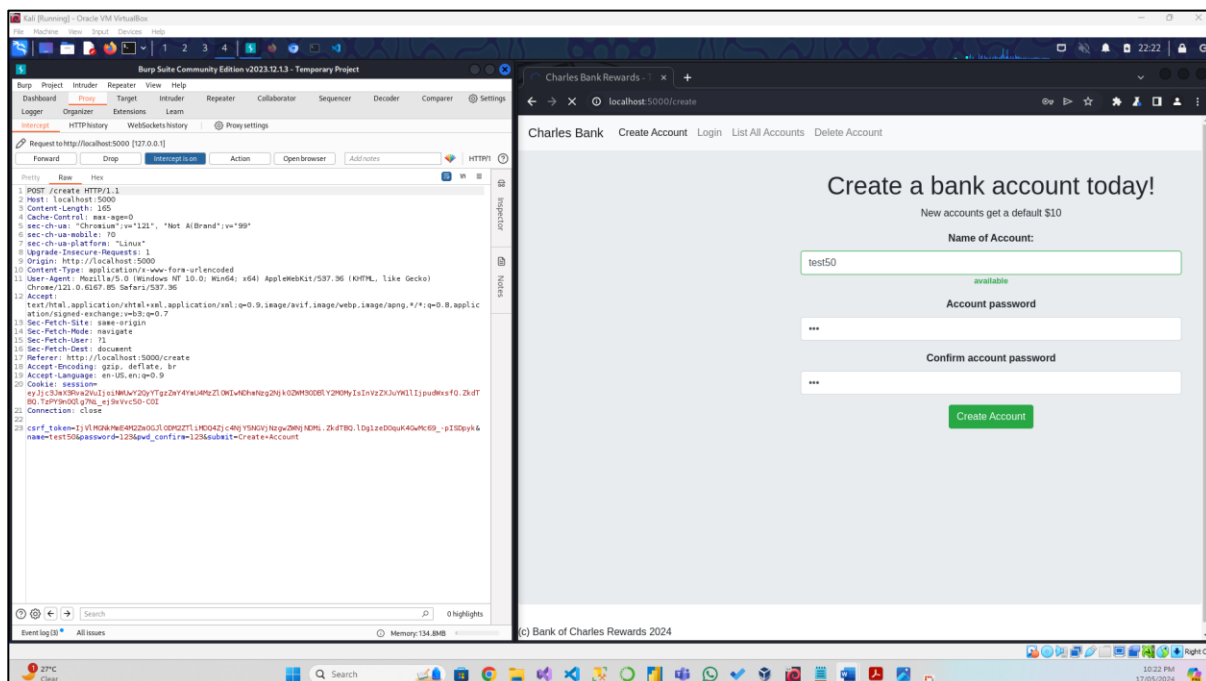 Kali [Running] - Oracle VM VirtualBox
File Machine View Input Devices Help
1 2 3 4
22:22
Burp Suite Community Edition v2023.12.1.3 - Temporary Project
Burp Project Intruder Repeater View Help
Dashboard Proxy Target Intruder Repeater Collaborator Sequencer Decoder Comparer Settings
Logger Organizer Extensions Learn
Intercept HTTP history WebSockets history Proxy settings
Request to http://localhost:5000 [127.0.0.1]
Forward Drop Intercept is on Action Open browser Add notes HTTP/1
Pretty Raw Hex
1 POST /create HTTP/1.1
2 Host: localhost:5000
3 Content-Length: 165
4 Cache-Control: max-age=0
5 sec-ch-ua: "Chromium";v="121", "Not A(Brand";v="99"
6 sec-ch-ua-mobile: ?0
7 sec-ch-ua-platform: "Linux"
8 Upgrade-Insecure-Requests: 1
9 Origin: http://localhost:5000
10 Content-Type: application/x-www-form-urlencoded
11 User-Agent: Mozilla/5.0 (Windows NT 10.0; Win64; x64) AppleWebKit/537.36 (KHTML, like Gecko)
Chrome/121.0.6167.85 Safari/537.36
12 Accept:
text/html,application/xhtml+xml,application/xml;q=0.9,image/avif,image/webp,image/apng,*/*;q=0.8,applic
ation/signed-exchange;v=b3;q=0.7
13 Sec-Fetch-Site: same-origin
14 Sec-Fetch-Mode: navigate
15 Sec-Fetch-User: ?1
16 Sec-Fetch-Dest: document
17 Referer: http://localhost:5000/create
18 Accept-Encoding: gzip, deflate, br
19 Accept-Language: en-US,en;q=0.9
20 Cookie: session=
21 Connection: close
22
23
name=test50&password=123&pwd_confirm=123&submit=Create+Account
Inspector
Notes
Search
0 highlights
Event log (3) All issues
Memory: 134.8MB
Charles Bank Rewards - T
localhost:5000/create
Charles Bank Create Account Login List All Accounts Delete Account
Create a bank account today!
New accounts get a default $10
Name of Account:
test50
available
Account password
•••
Confirm account password
•••
Create Account
(c) Bank of Charles Rewards 2024
Right C
1
27°C
Clear
Search
10:22 PM
17/05/2024